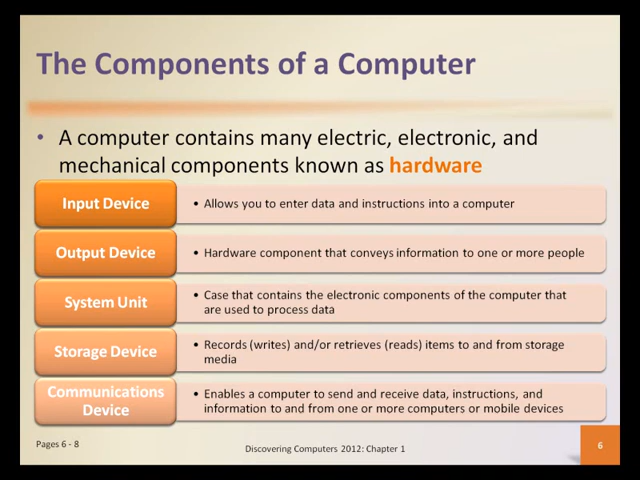 The Components of a Computer
• A computer contains many electric, electronic, and
mechanical components known as hardware
Input Device
• Allows you to enter data and instructions into a computer
Output Device
• Hardware component that conveys information to one or more people
System Unit
• Case that contains the electronic components of the computer that
are used to process data
Storage Device
• Records (writes) and/or retrieves (reads) items to and from storage
media
Communications
Device
• Enables a computer to send and receive data, instructions, and
information to and from one or more computers or mobile devices
Pages 6 - 8
Discovering Computers 2012: Chapter 1
6